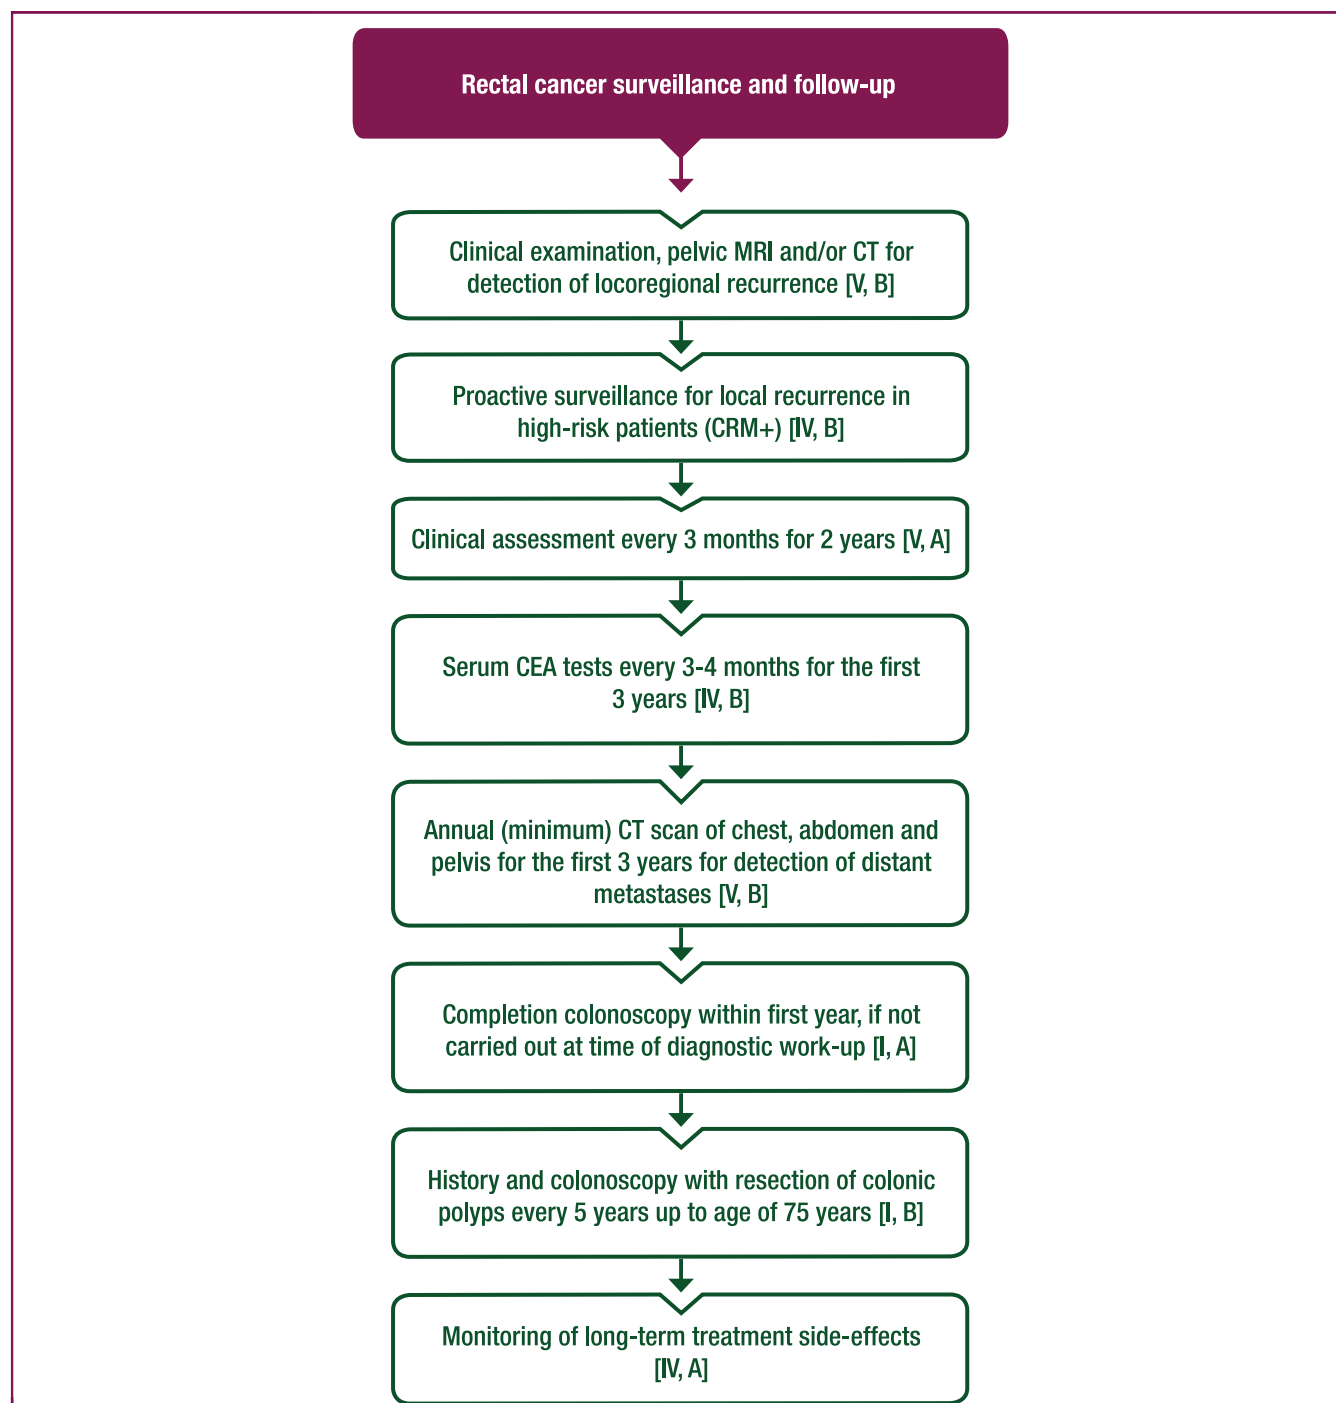 Rectal cancer surveillance and follow-up
Clinical examination, pelvic MRI and/or CT for
detection of locoregional recurrence [V, B]
Proactive surveillance for local recurrence in
high-risk patients (CRM+) [IV, B]
Clinical assessment every 3 months for 2 years [V, A]
Serum CEA tests every 3-4 months for the first
3 years [IV, B]
Annual (minimum) CT scan of chest, abdomen and
pelvis for the first 3 years for detection of distant
metastases [V, B]
Completion colonoscopy within first year, if not
carried out at time of diagnostic work-up [I, A]
History and colonoscopy with resection of colonic
polyps every 5 years up to age of 75 years [I, B]
Monitoring of long-term treatment side-effects
[IV, A]